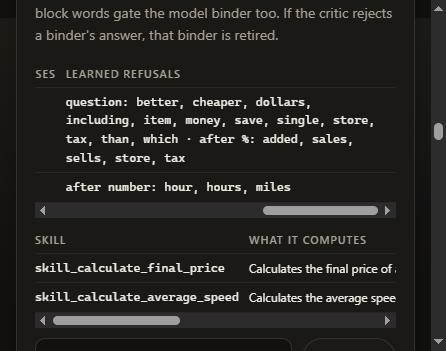 block words gate the model binder too. If the critic rejects
a binder's answer, that binder is retired.
SES LEARNED REFUSALS
question: better, cheaper, dollars,
including, item, money, save, single, store,
tax, than, which · after %: added, sales,
sells, store, tax
after number: hour, hours, miles
SKILL WHAT IT COMPUTES
skill_calculate_final_price Calculates the final price of
skill_calculate_average_speed Calculates the average spee